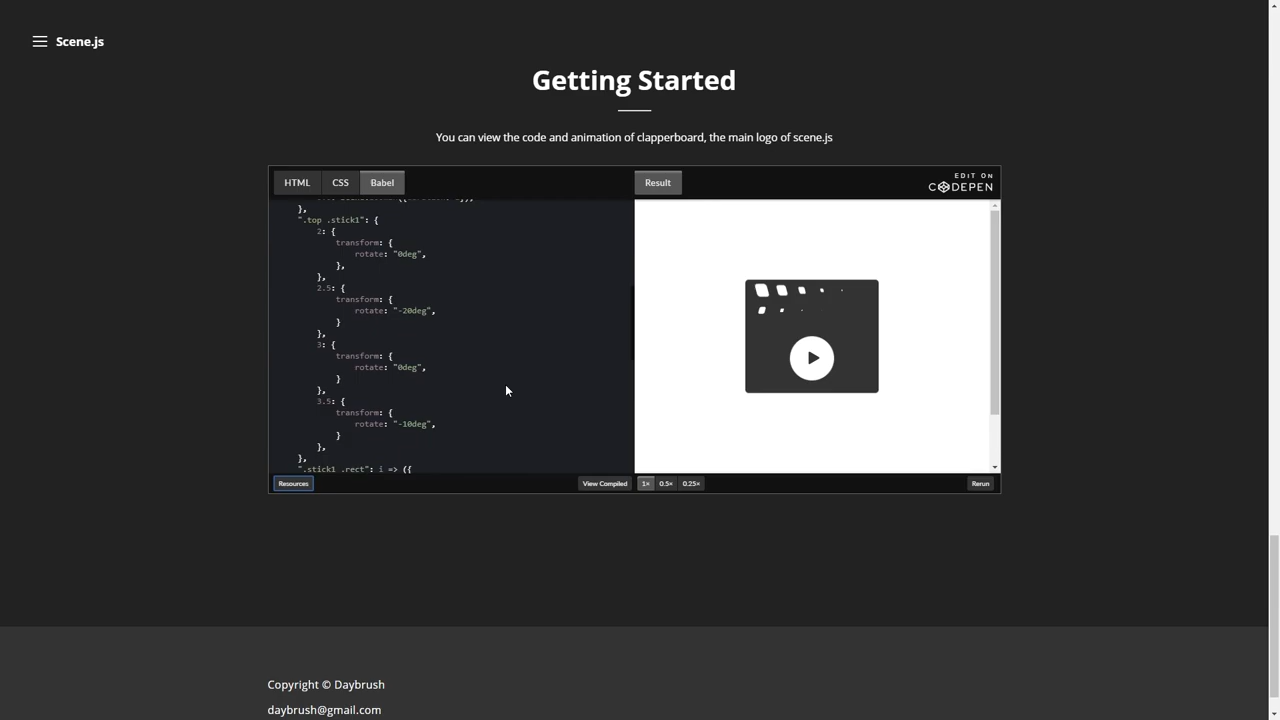 Scene.js
Getting Started
You can view the code and animation of clapperboard, the main logo of scene.js
HTML CSS Babel
Result
EDIT ON
CODEPEN
},
".top .stick1": {
2: {
transform: {
rotate: "0deg",
},
},
2.5: {
transform: {
rotate: "-20deg",
}
},
3: {
transform: {
rotate: "0deg",
}
},
3.5: {
transform: {
rotate: "-10deg",
}
},
},
".stick1 .rect": i => ({
Resources
View Compiled
1×
0.5×
0.25×
Rerun
Copyright © Daybrush
daybrush@gmail.com